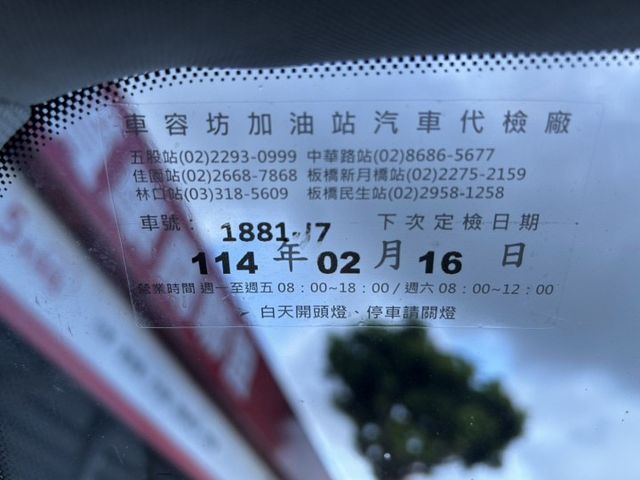 車容坊加油站汽車代檢廠
五股站(02)2293-0999 中華路站(02)8686-5677
佳園站(02)2668-7868 板橋新月橋站(02)2275-2159
林口站(03)318-5609 板橋民生站(02)2958-1258
車號： 1881-J7 下次定檢日期
114 年 02 月 16 日
營業時間 週一至週五 08：00~18：00 / 週六 08：00~12：00
白天開頭燈、停車請關燈